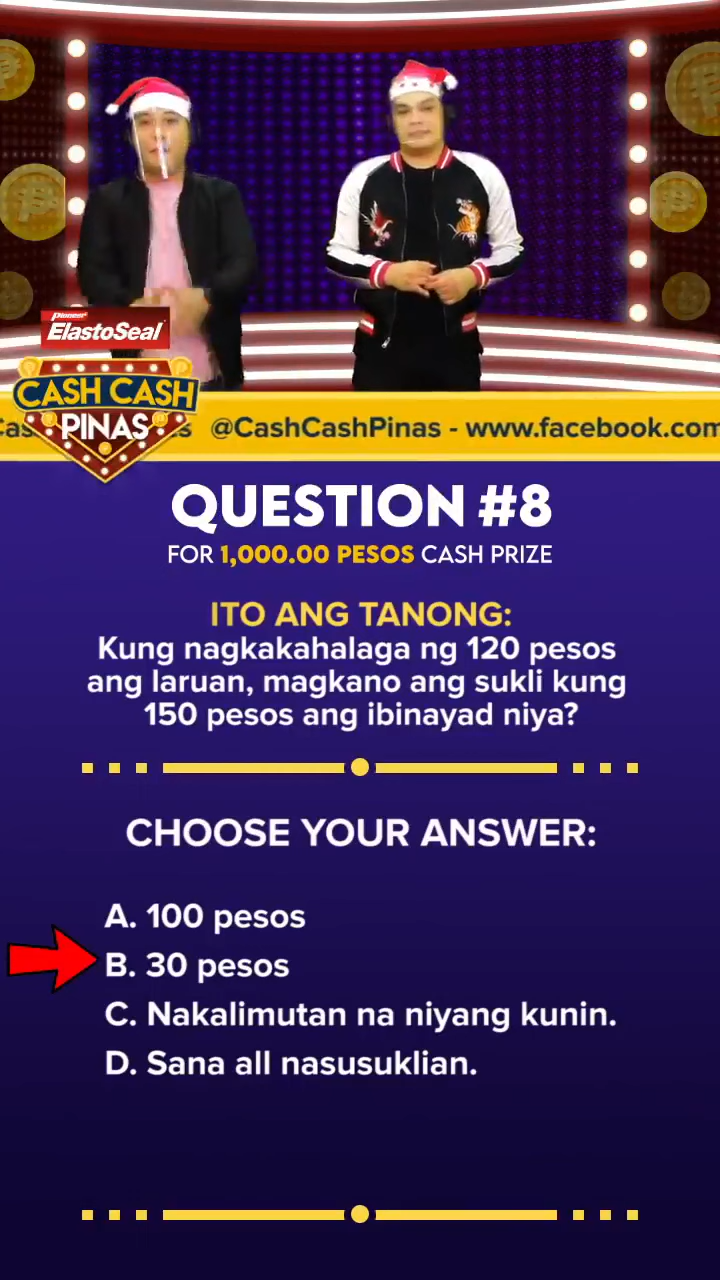 Pioneer
ElastoSeal
CASH CASH
PINAS
@CashCashPinas - www.facebook.com
QUESTION #8
FOR 1,000.00 PESOS CASH PRIZE
ITO ANG TANONG:
Kung nagkakahalaga ng 120 pesos
ang laruan, magkano ang sukli kung
150 pesos ang ibinayad niya?
CHOOSE YOUR ANSWER:
A. 100 pesos
B. 30 pesos
C. Nakalimutan na niyang kunin.
D. Sana all nasusuklian.